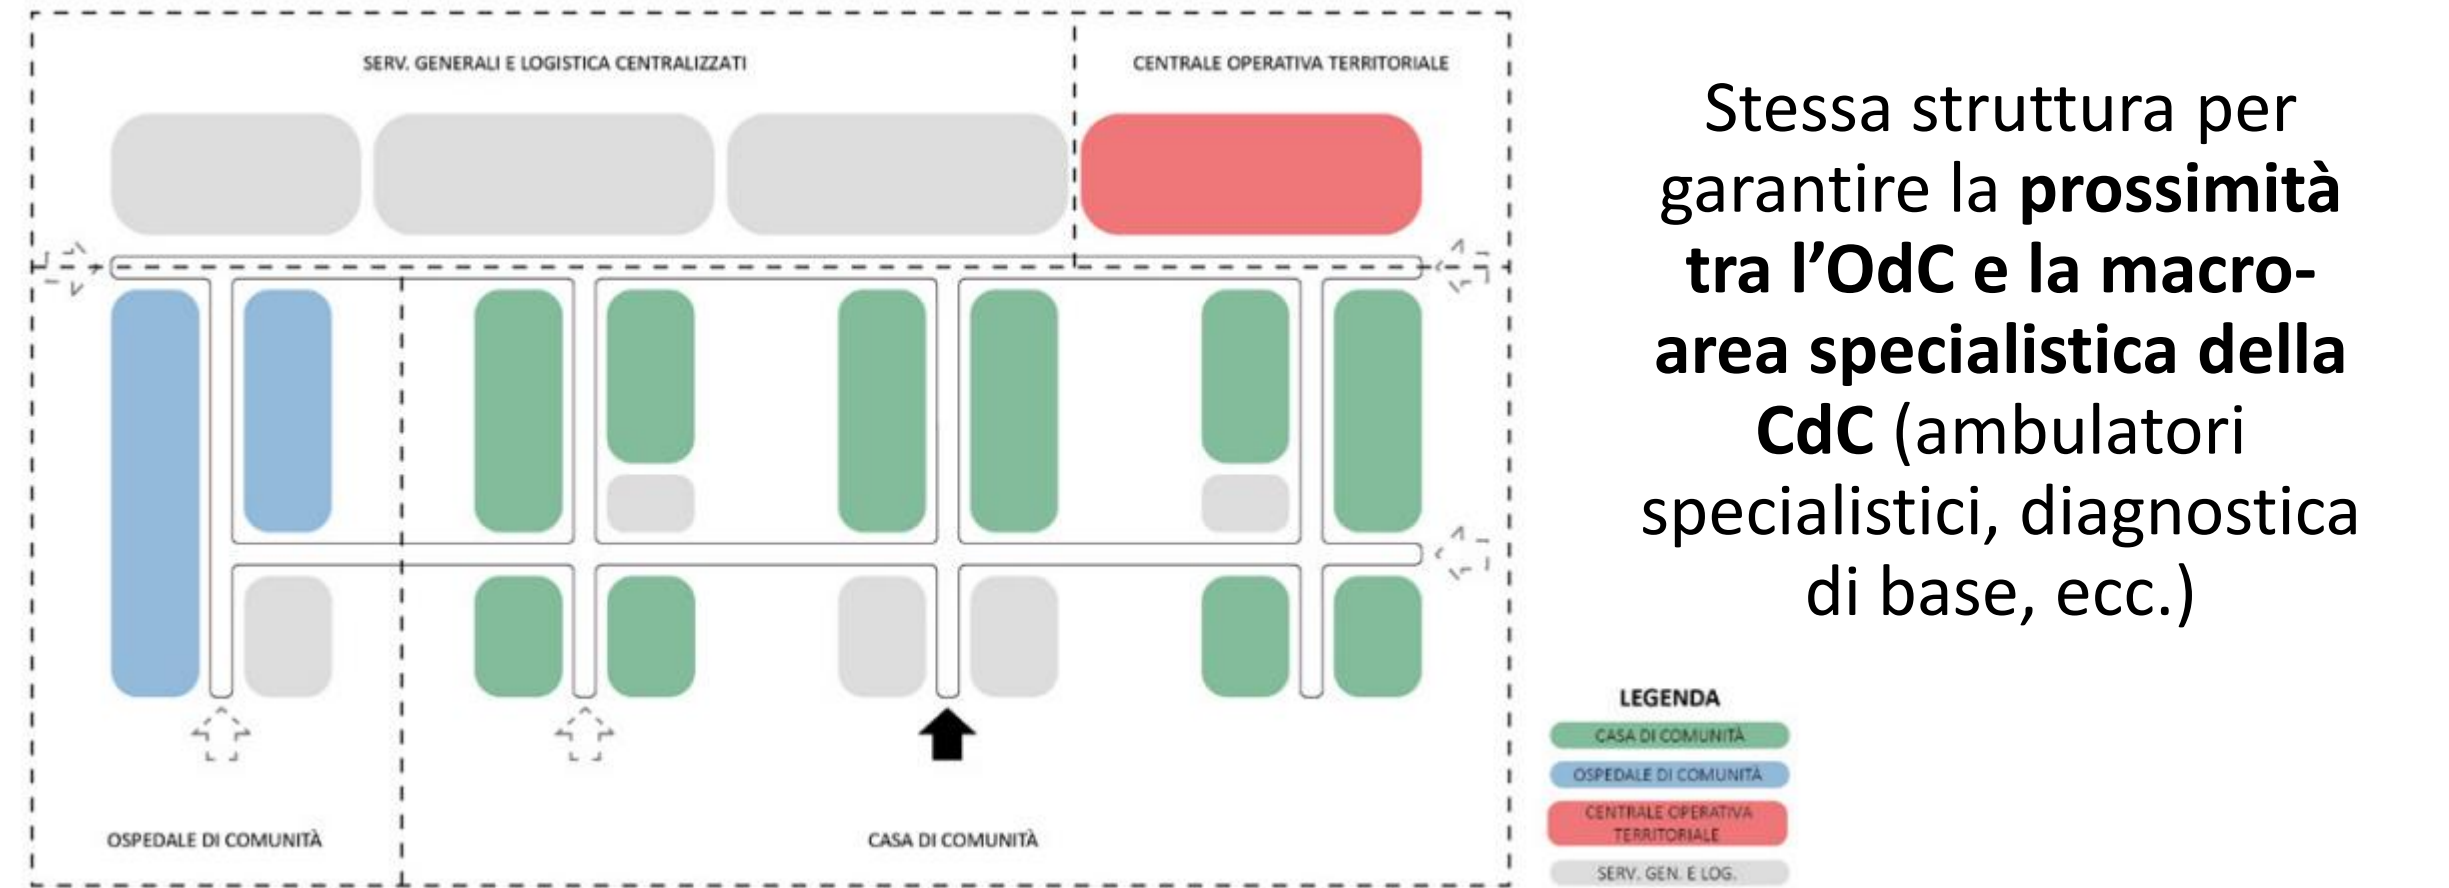 SERV. GENERALI E LOGISTICA CENTRALIZZATI
CENTRALE OPERATIVA TERRITORIALE
OSPEDALE DI COMUNITÀ
CASA DI COMUNITÀ
Stessa struttura per
garantire la prossimità
tra l’OdC e la macro-
area specialistica della
CdC (ambulatori
specialistici, diagnostica
di base, ecc.)
LEGENDA
CASA DI COMUNITÀ
OSPEDALE DI COMUNITÀ
CENTRALE OPERATIVA
TERRITORIALE
SERV. GEN. E LOG.